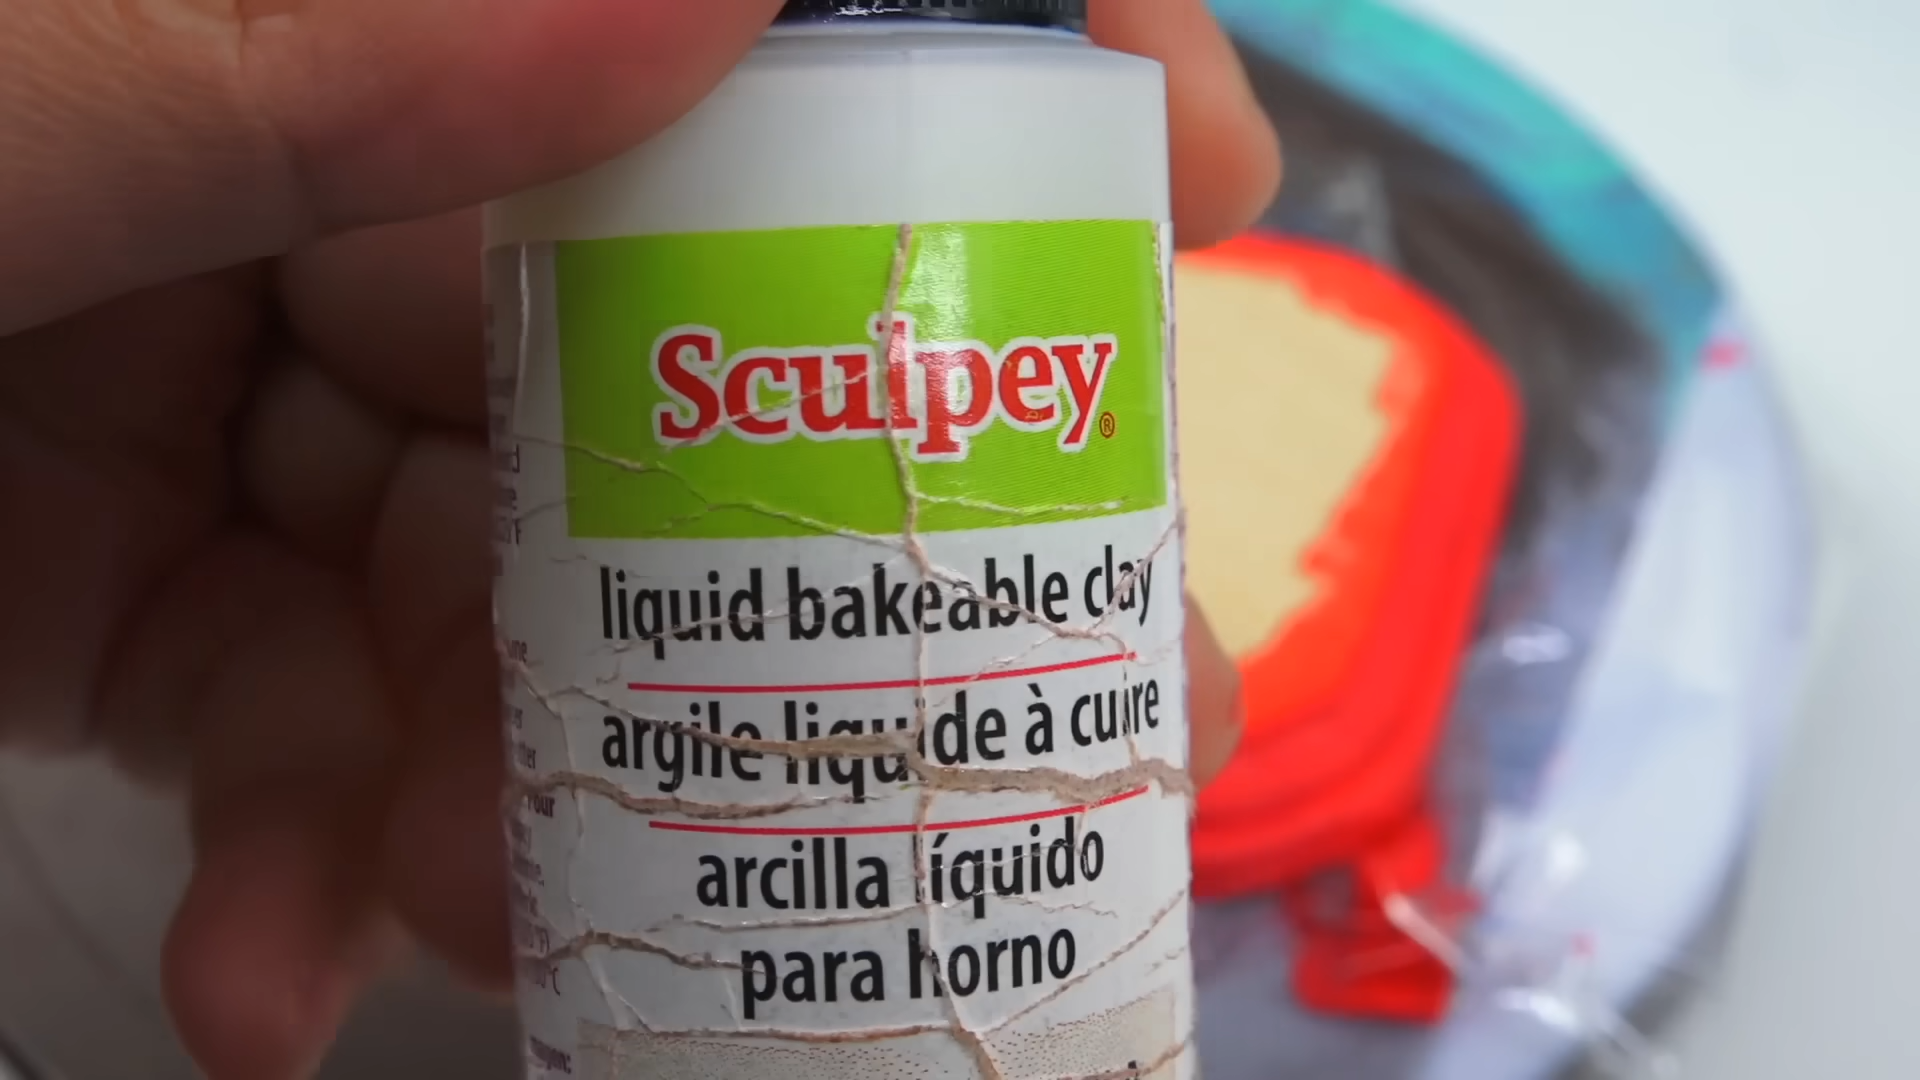 Sculpey®
liquid bakeable clay
argile liquide à cuire
arcilla líquido
para horno